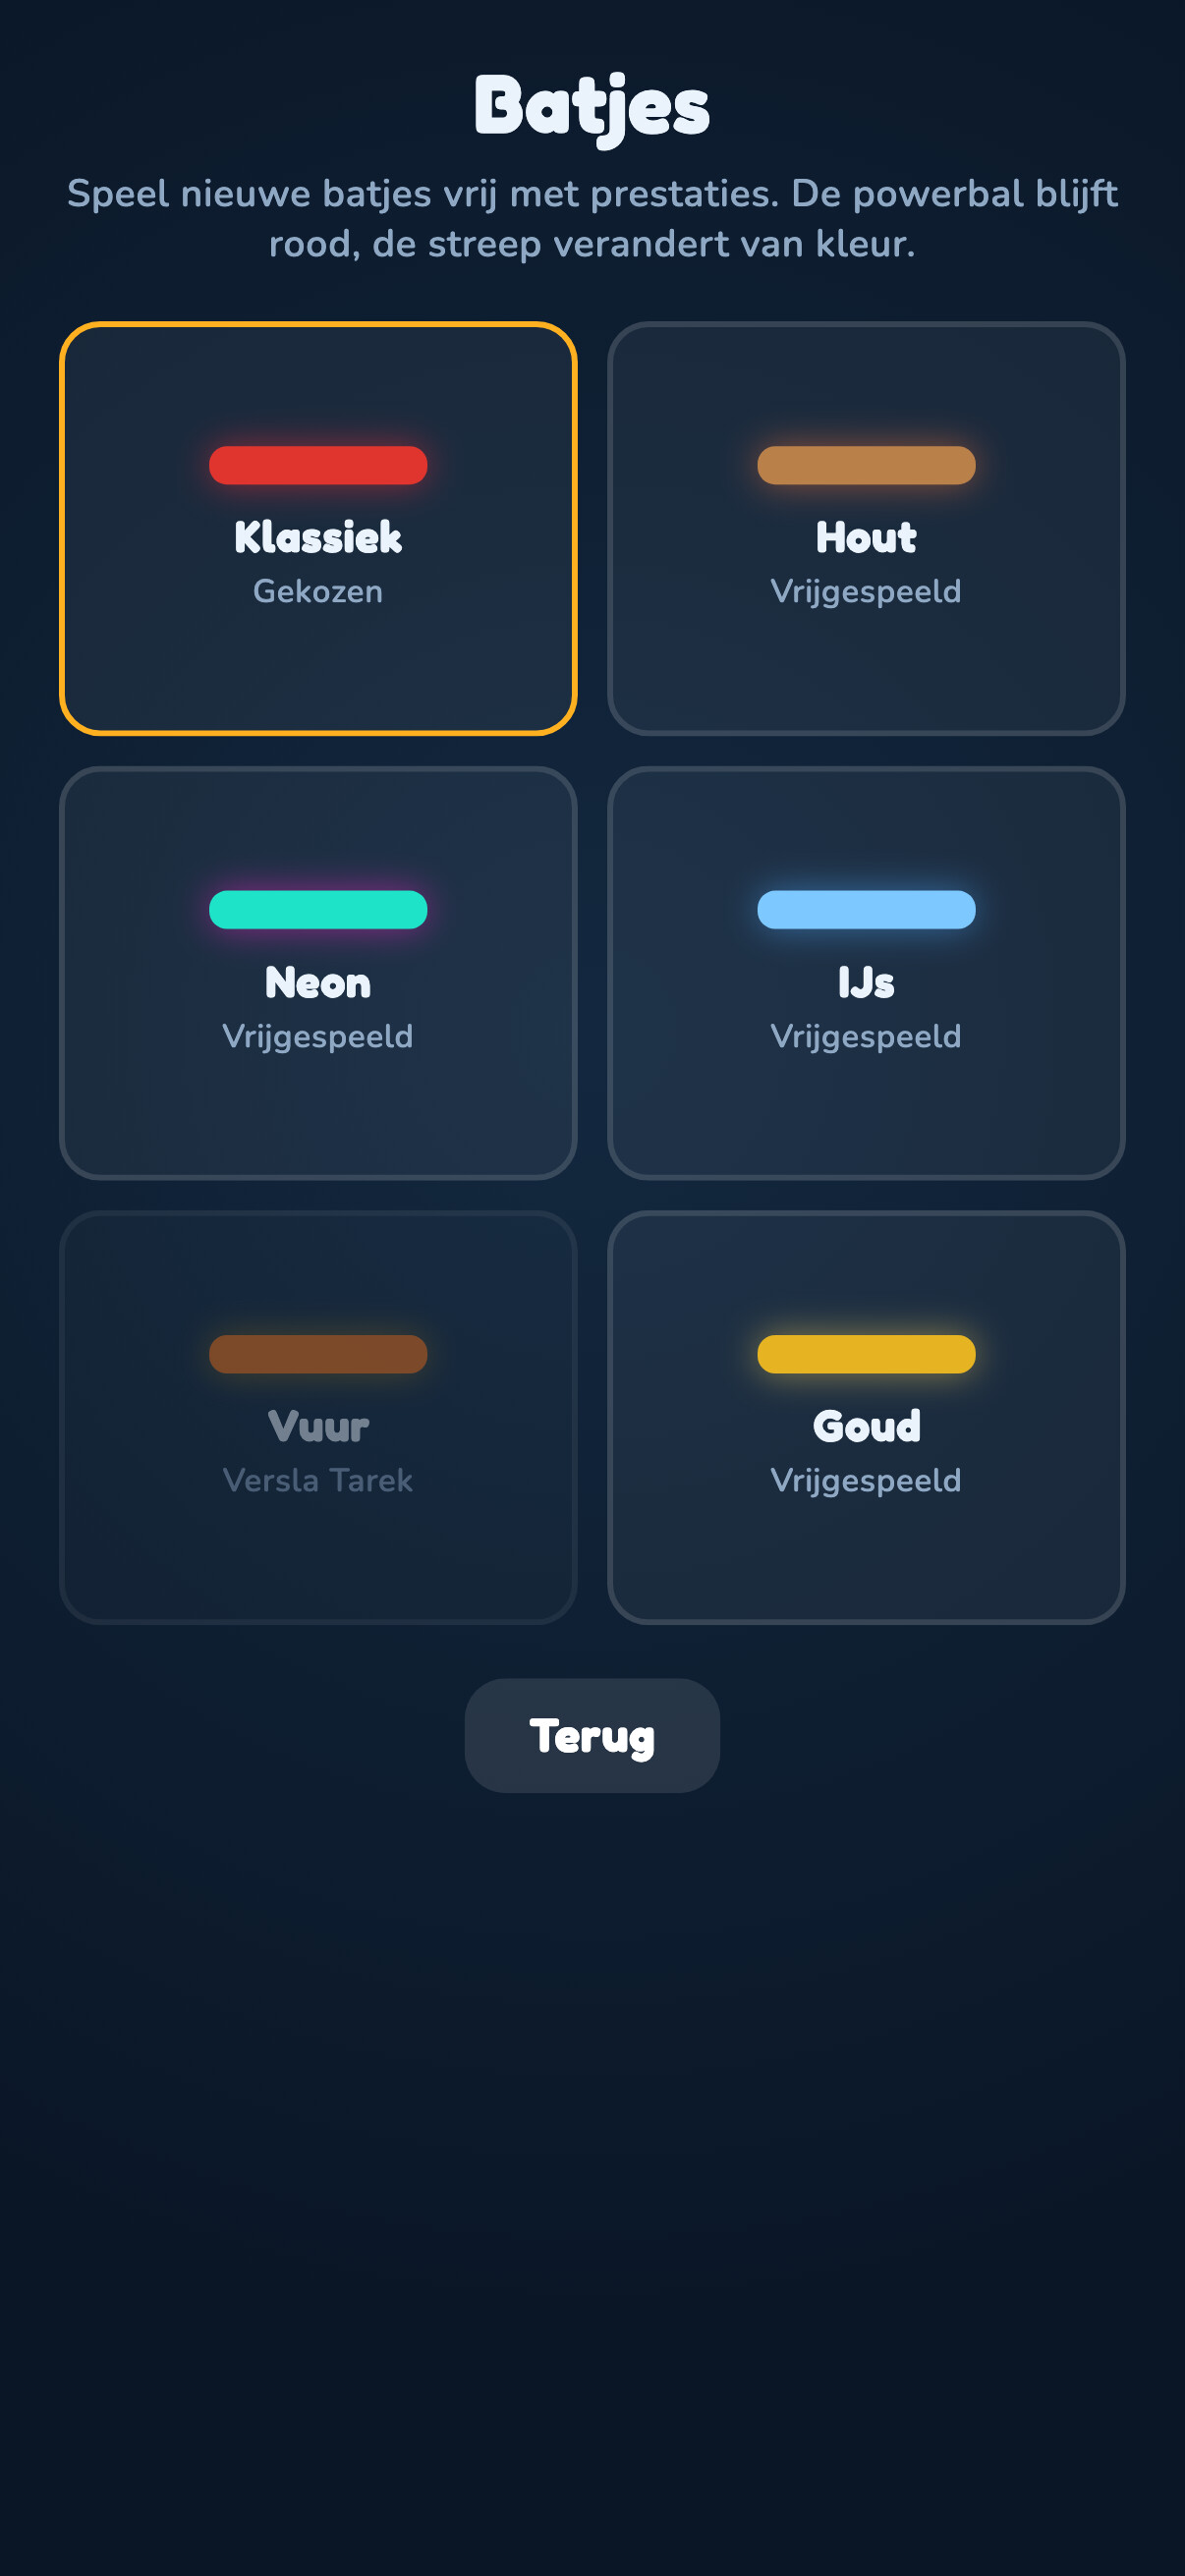 Batjes
Speel nieuwe batjes vrij met prestaties. De powerbal blijft
rood, de streep verandert van kleur.
Klassiek
Gekozen
Hout
Vrijgespeeld
Neon
Vrijgespeeld
IJs
Vrijgespeeld
Vuur
Versla Tarek
Goud
Vrijgespeeld
Terug